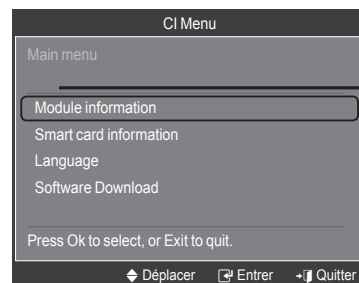 CI Menu
Main menu
Module information
Smart card information
Language
Software Download
Press Ok to select, or Exit to quit.
Déplacer Entrer Quitter